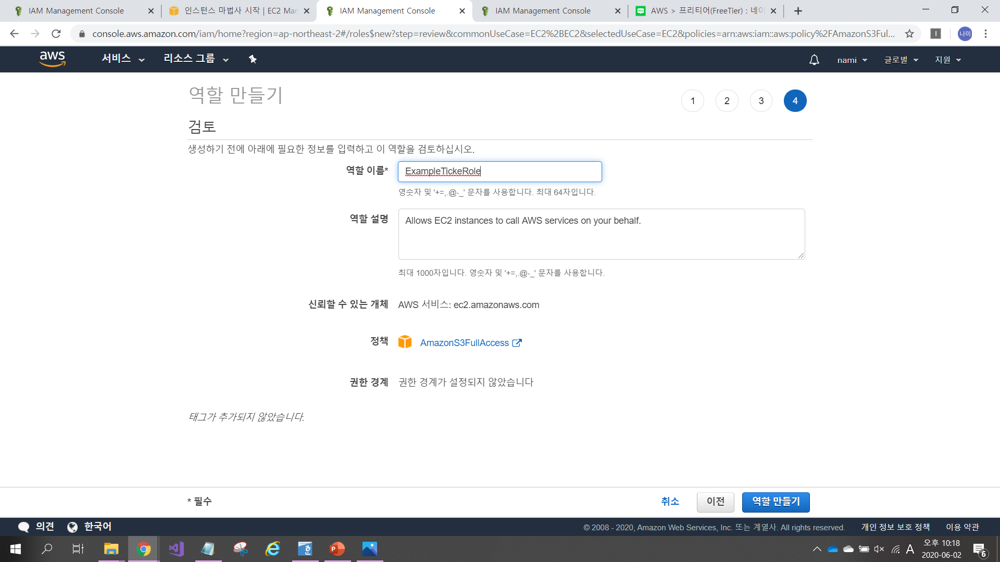 IAM Management Console
인스턴스 마법사 시작 | EC2 Man
IAM Management Console
IAM Management Console
AWS > 프리티어(FreeTier) : 네이
console.aws.amazon.com/iam/home?region=ap-northeast-2#/roles$new?step=review&commonUseCase=EC2%2BEC2&selectedUseCase=EC2&policies=arn:aws:iam::aws:policy%2FAmazonS3Ful...
나미
aws
서비스
리소스 그룹
nami
글로벌
지원
역할 만들기
1 2 3 4
검토
생성하기 전에 아래에 필요한 정보를 입력하고 이 역할을 검토하십시오.
역할 이름* ExampleTickeRole
영숫자 및 '+=,.@-_' 문자를 사용합니다. 최대 64자입니다.
역할 설명 Allows EC2 instances to call AWS services on your behalf.
최대 1000자입니다. 영숫자 및 '+=,.@-_' 문자를 사용합니다.
신뢰할 수 있는 개체 AWS 서비스: ec2.amazonaws.com
정책 AmazonS3FullAccess
권한 경계 권한 경계가 설정되지 않았습니다
태그가 추가되지 않았습니다.
* 필수
취소
이전
역할 만들기
의견
한국어
© 2008 - 2020, Amazon Web Services, Inc. 또는 계열사. All rights reserved.
개인 정보 보호 정책
이용 약관
A
오후 10:18
2020-06-02
6